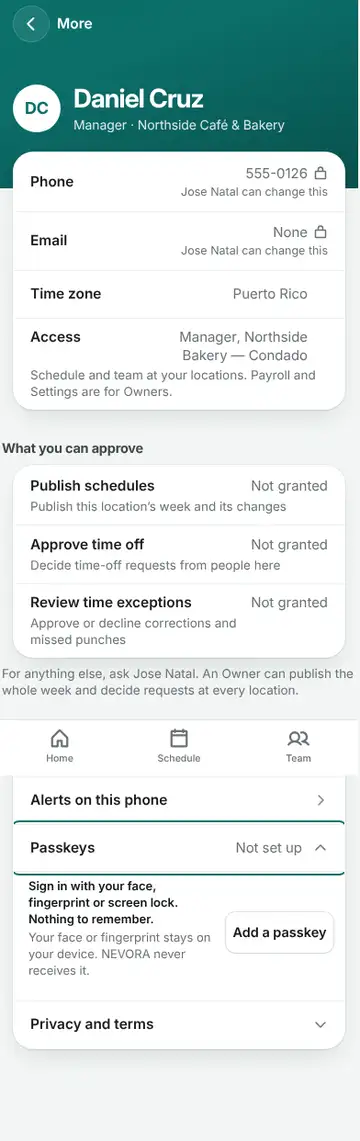 More
DC
Daniel Cruz
Manager · Northside Café & Bakery
Phone
555-0126
Jose Natal can change this
Email
None
Jose Natal can change this
Time zone
Puerto Rico
Access
Manager, Northside
Bakery — Condado
Schedule and team at your locations. Payroll and
Settings are for Owners.
What you can approve
Publish schedules
Not granted
Publish this location's week and its changes
Approve time off
Not granted
Decide time-off requests from people here
Review time exceptions
Not granted
Approve or decline corrections and
missed punches
For anything else, ask Jose Natal. An Owner can publish the
whole week and decide requests at every location.
Home
Schedule
Team
Alerts on this phone
Passkeys
Not set up
Sign in with your face,
fingerprint or screen lock.
Nothing to remember.
Your face or fingerprint stays on
your device. NEVORA never
receives it.
Add a passkey
Privacy and terms